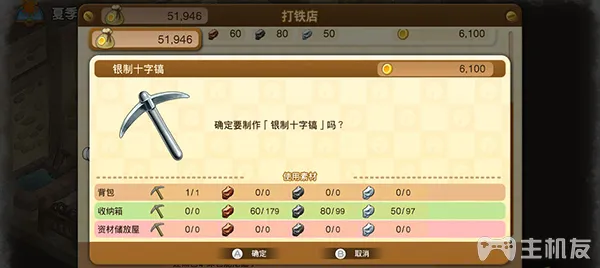 夏季
51,946
打铁店
51,946
60 80 50 6,100
银制十字镐 6,100
确定要制作「银制十字镐」吗？
使用素材
背包 1/1 0/0 0/0 0/0
收纳箱 0/0 60/179 80/99 50/97
资材储放屋 0/0 0/0 0/0 0/0
A 确定 B 取消
主机友